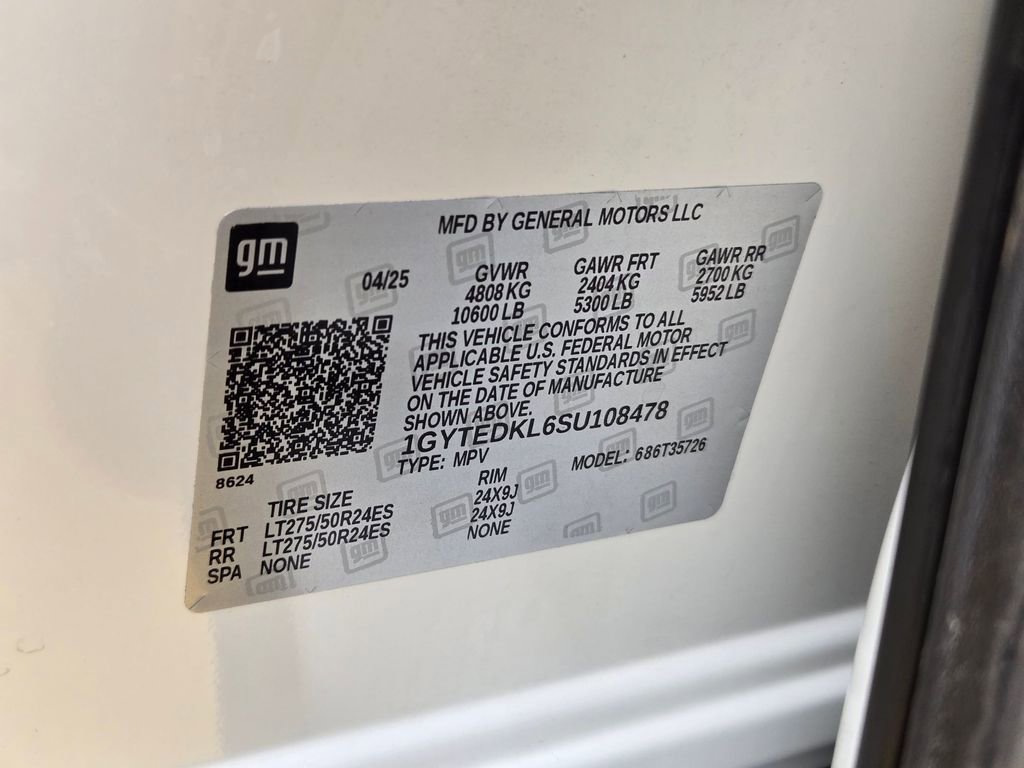 gm
MFD BY GENERAL MOTORS LLC
04/25
GVWR
4808 KG
10600 LB
GAWR FRT
2404 KG
5300 LB
GAWR RR
2700 KG
5952 LB
THIS VEHICLE CONFORMS TO ALL
APPLICABLE U.S. FEDERAL MOTOR
VEHICLE SAFETY STANDARDS IN EFFECT
ON THE DATE OF MANUFACTURE
SHOWN ABOVE.
1GYTEDKL6SU108478
TYPE: MPV
MODEL: 686T35726
8624
TIRE SIZE RIM
FRT LT275/50R24ES 24X9J
RR LT275/50R24ES 24X9J
SPA NONE NONE